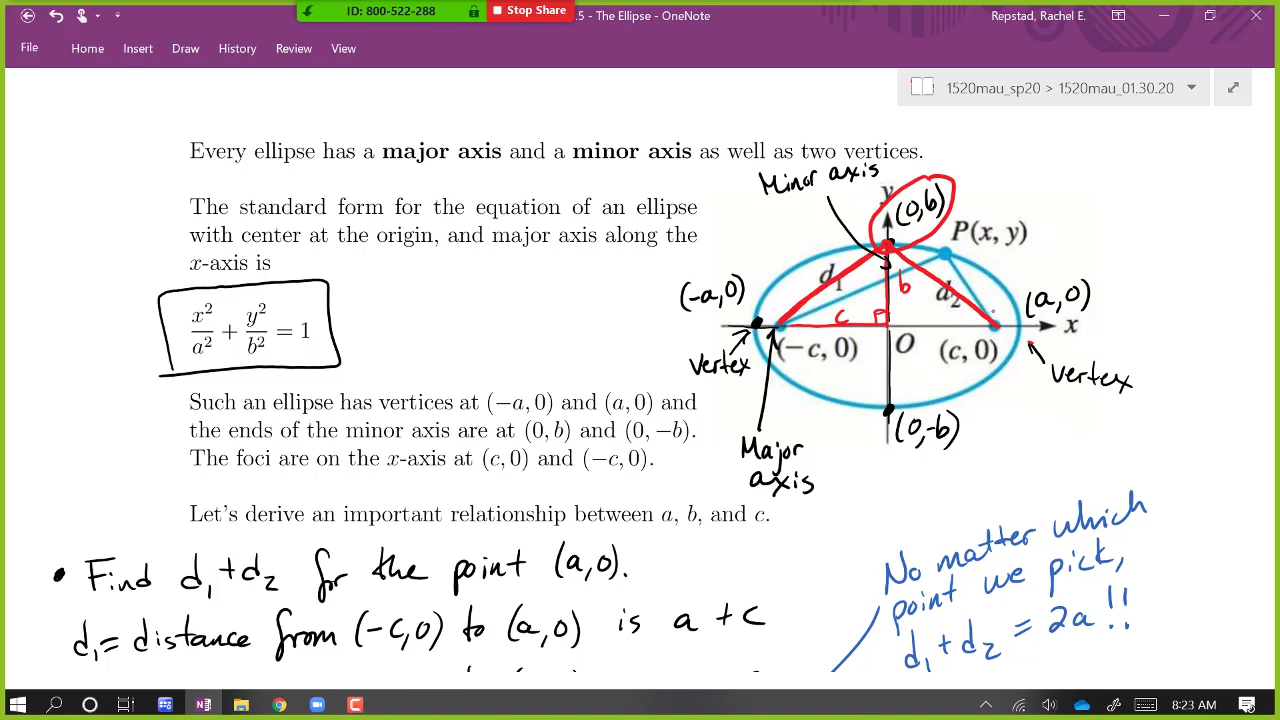 ID: 800-522-288
Stop Share
.5 - The Ellipse - OneNote
Repstad, Rachel E.
File
Home
Insert
Draw
History
Review
View
1520mau_sp20 > 1520mau_01.30.20
Every ellipse has a major axis and a minor axis as well as two vertices.
The standard form for the equation of an ellipse
with center at the origin, and major axis along the
x-axis is
x²/a² + y²/b² = 1
Such an ellipse has vertices at (−a, 0) and (a, 0) and
the ends of the minor axis are at (0, b) and (0, −b).
The foci are on the x-axis at (c, 0) and (−c, 0).
Let's derive an important relationship between a, b, and c.
Minor axis
y
(0,b)
P(x, y)
d₁
b
d₂
(-a,0)
(a,0)
c
x
(−c, 0)
O
(c, 0)
vertex
vertex
(0,-b)
Major
axis
• Find d₁+d₂ for the point (a,0).
d₁= distance from (-c,0) to (a,0) is a + c
No matter which
point we pick,
d₁+d₂ = 2a !!
8:23 AM